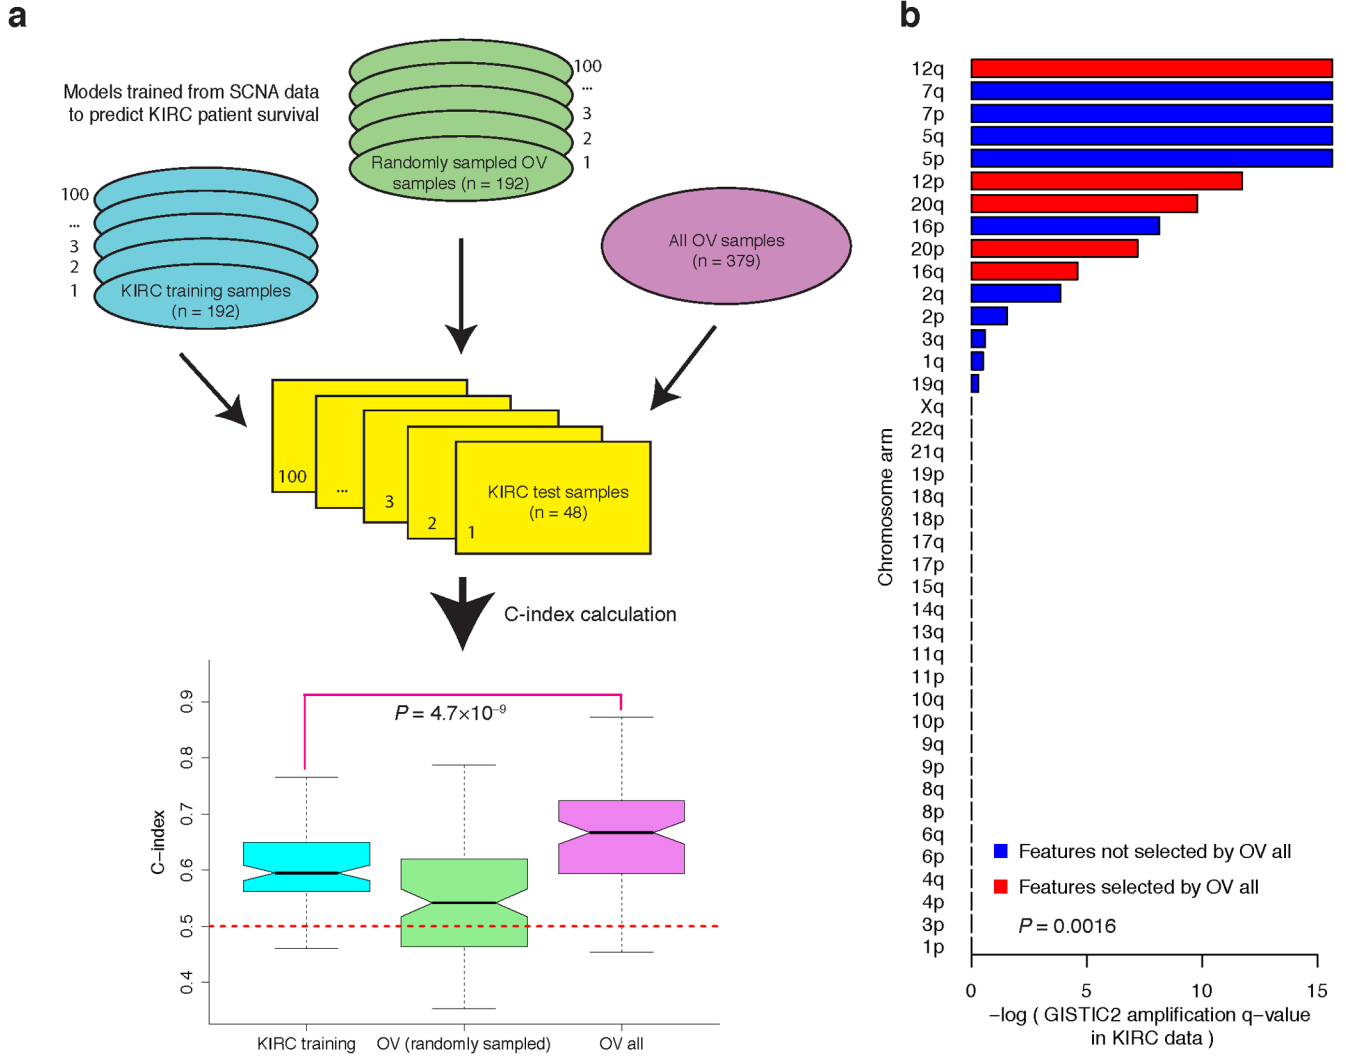 a
Models trained from SCNA data
to predict KIRC patient survival
100
...
3
2
1
Randomly sampled OV
samples (n = 192)
100
...
3
2
1
KIRC training samples
(n = 192)
All OV samples
(n = 379)
100
...
3
2
1
KIRC test samples
(n = 48)
C-index calculation
P = 4.7×10⁻⁹
C−index
0.9
0.8
0.7
0.6
0.5
0.4
KIRC training
OV (randomly sampled)
OV all
b
Chromosome arm
12q
7q
7p
5q
5p
12p
20q
16p
20p
16q
2q
2p
3q
1q
19q
Xq
22q
21q
19p
18q
18p
17q
17p
15q
14q
13q
11q
11p
10q
10p
9q
9p
8q
8p
6q
6p
4q
4p
3p
1p
Features not selected by OV all
Features selected by OV all
P = 0.0016
0
5
10
15
−log ( GISTIC2 amplification q−value
in KIRC data )